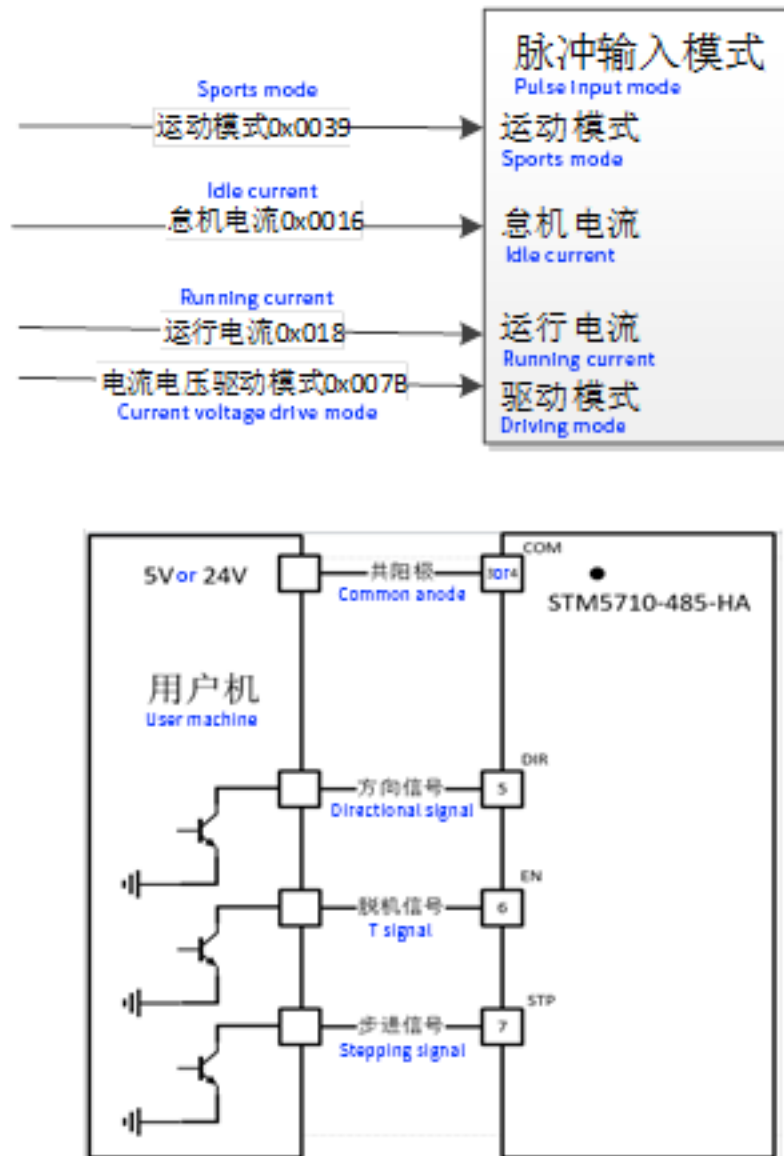 脉冲输入模式
Pulse input mode
Sports mode
运动模式0x0039
运动模式
Sports mode
Idle current
怠机电流0x0016
怠机电流
Idle current
Running current
运行电流0x018
运行电流
Running current
电流电压驱动模式0x007B
Current voltage drive mode
驱动模式
Driving mode
5V or 24V
共阳极
Common anode
3or4
COM
STM5710-485-HA
用户机
User machine
DIR
方向信号
Directional signal
5
EN
脱机信号
T signal
6
STP
步进信号
Stepping signal
7